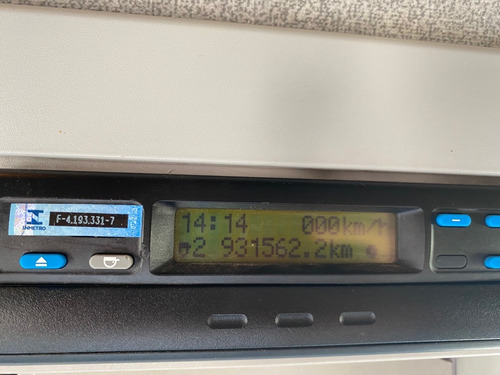 F-4.193.331-7
INMETRO
14:14 000km/h
2 931562.2km